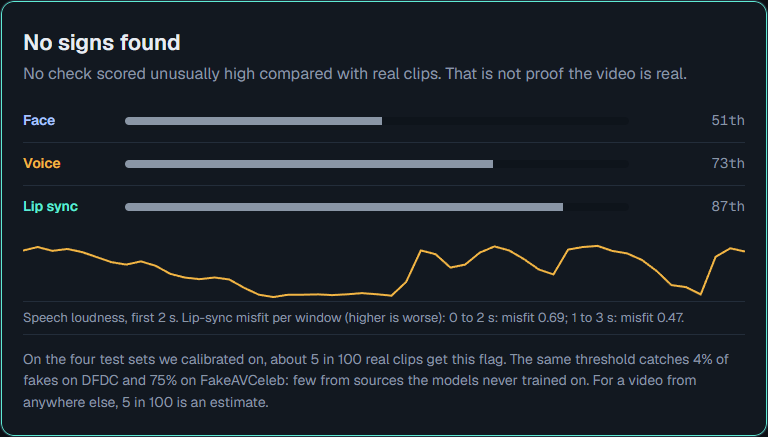 No signs found
No check scored unusually high compared with real clips. That is not proof the video is real.
Face 51th
Voice 73th
Lip sync 87th
Speech loudness, first 2 s. Lip-sync misfit per window (higher is worse): 0 to 2 s: misfit 0.69; 1 to 3 s: misfit 0.47.
On the four test sets we calibrated on, about 5 in 100 real clips get this flag. The same threshold catches 4% of
fakes on DFDC and 75% on FakeAVCeleb: few from sources the models never trained on. For a video from
anywhere else, 5 in 100 is an estimate.